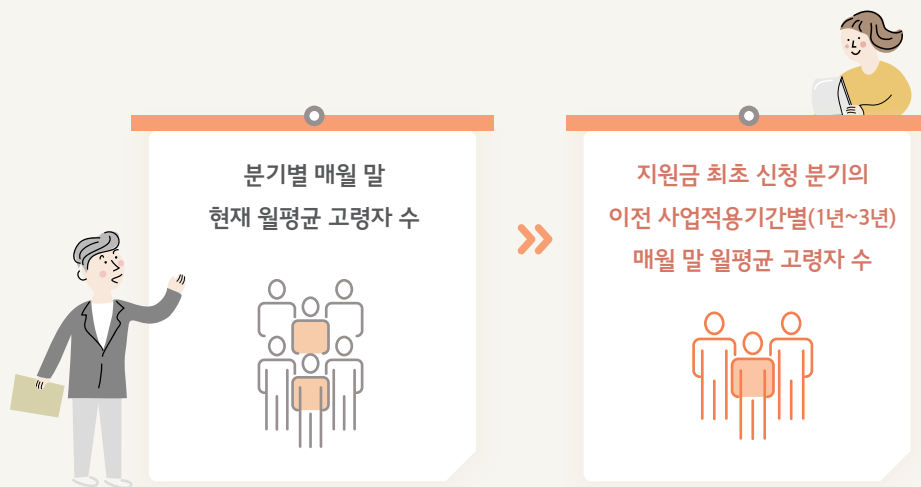 분기별 매월 말
현재 월평균 고령자 수
지원금 최초 신청 분기의
이전 사업적용기간별(1년~3년)
매월 말 월평균 고령자 수